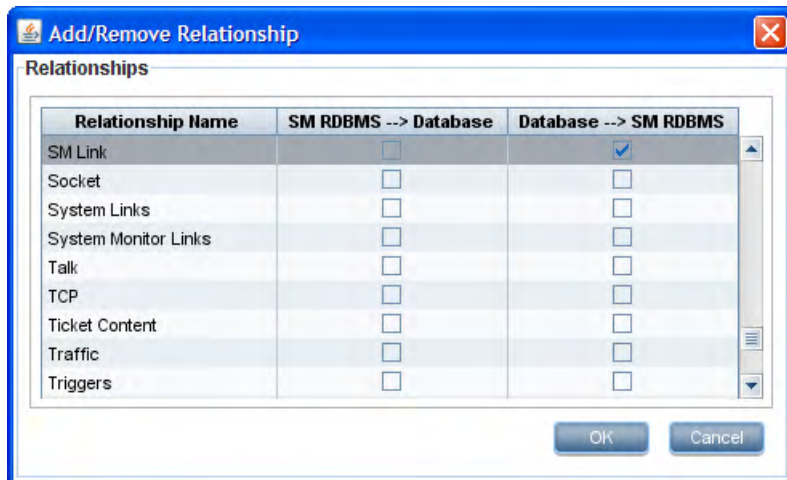 Add/Remove Relationship
Relationships
Relationship Name SM RDBMS --> Database Database --> SM RDBMS
SM Link
Socket
System Links
System Monitor Links
Talk
TCP
Ticket Content
Traffic
Triggers
OK Cancel